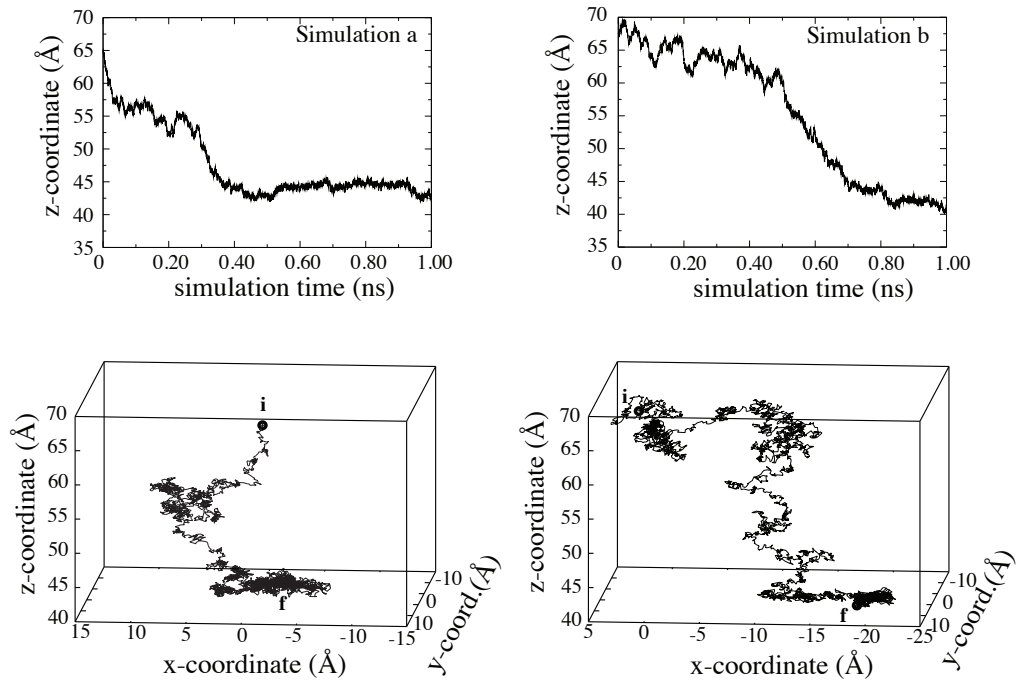 Simulation a
z-coordinate (Å)
70
65
60
55
50
45
40
35
0 0.20 0.40 0.60 0.80 1.00
simulation time (ns)
Simulation b
z-coordinate (Å)
70
65
60
55
50
45
40
35
0 0.20 0.40 0.60 0.80 1.00
simulation time (ns)
i
f
z-coordinate (Å)
70
60
55
50
45
40
15 10 5 0 -5 -10 -15
x-coordinate (Å)
-10
0
10
y-coord.(Å)
i
f
z-coordinate (Å)
70
60
55
50
45
40
5 0 -5 -10 -15 -20 -25
x-coordinate (Å)
-10
0
10
y-coord.(Å)